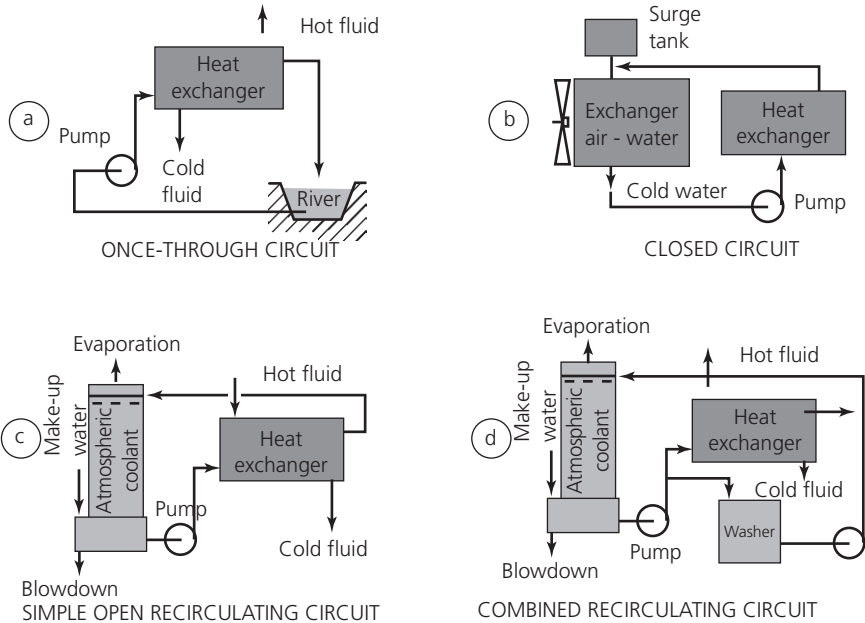 a
Hot fluid
Heat
exchanger
Pump
Cold
fluid
River
ONCE-THROUGH CIRCUIT
b
Surge
tank
Exchanger
air - water
Heat
exchanger
Cold water
Pump
CLOSED CIRCUIT
c
Evaporation
Make-up
water
Atmospheric
coolant
Hot fluid
Heat
exchanger
Pump
Cold fluid
Blowdown
SIMPLE OPEN RECIRCULATING CIRCUIT
d
Evaporation
Make-up
water
Atmospheric
coolant
Hot fluid
Heat
exchanger
Cold fluid
Washer
Pump
Blowdown
COMBINED RECIRCULATING CIRCUIT